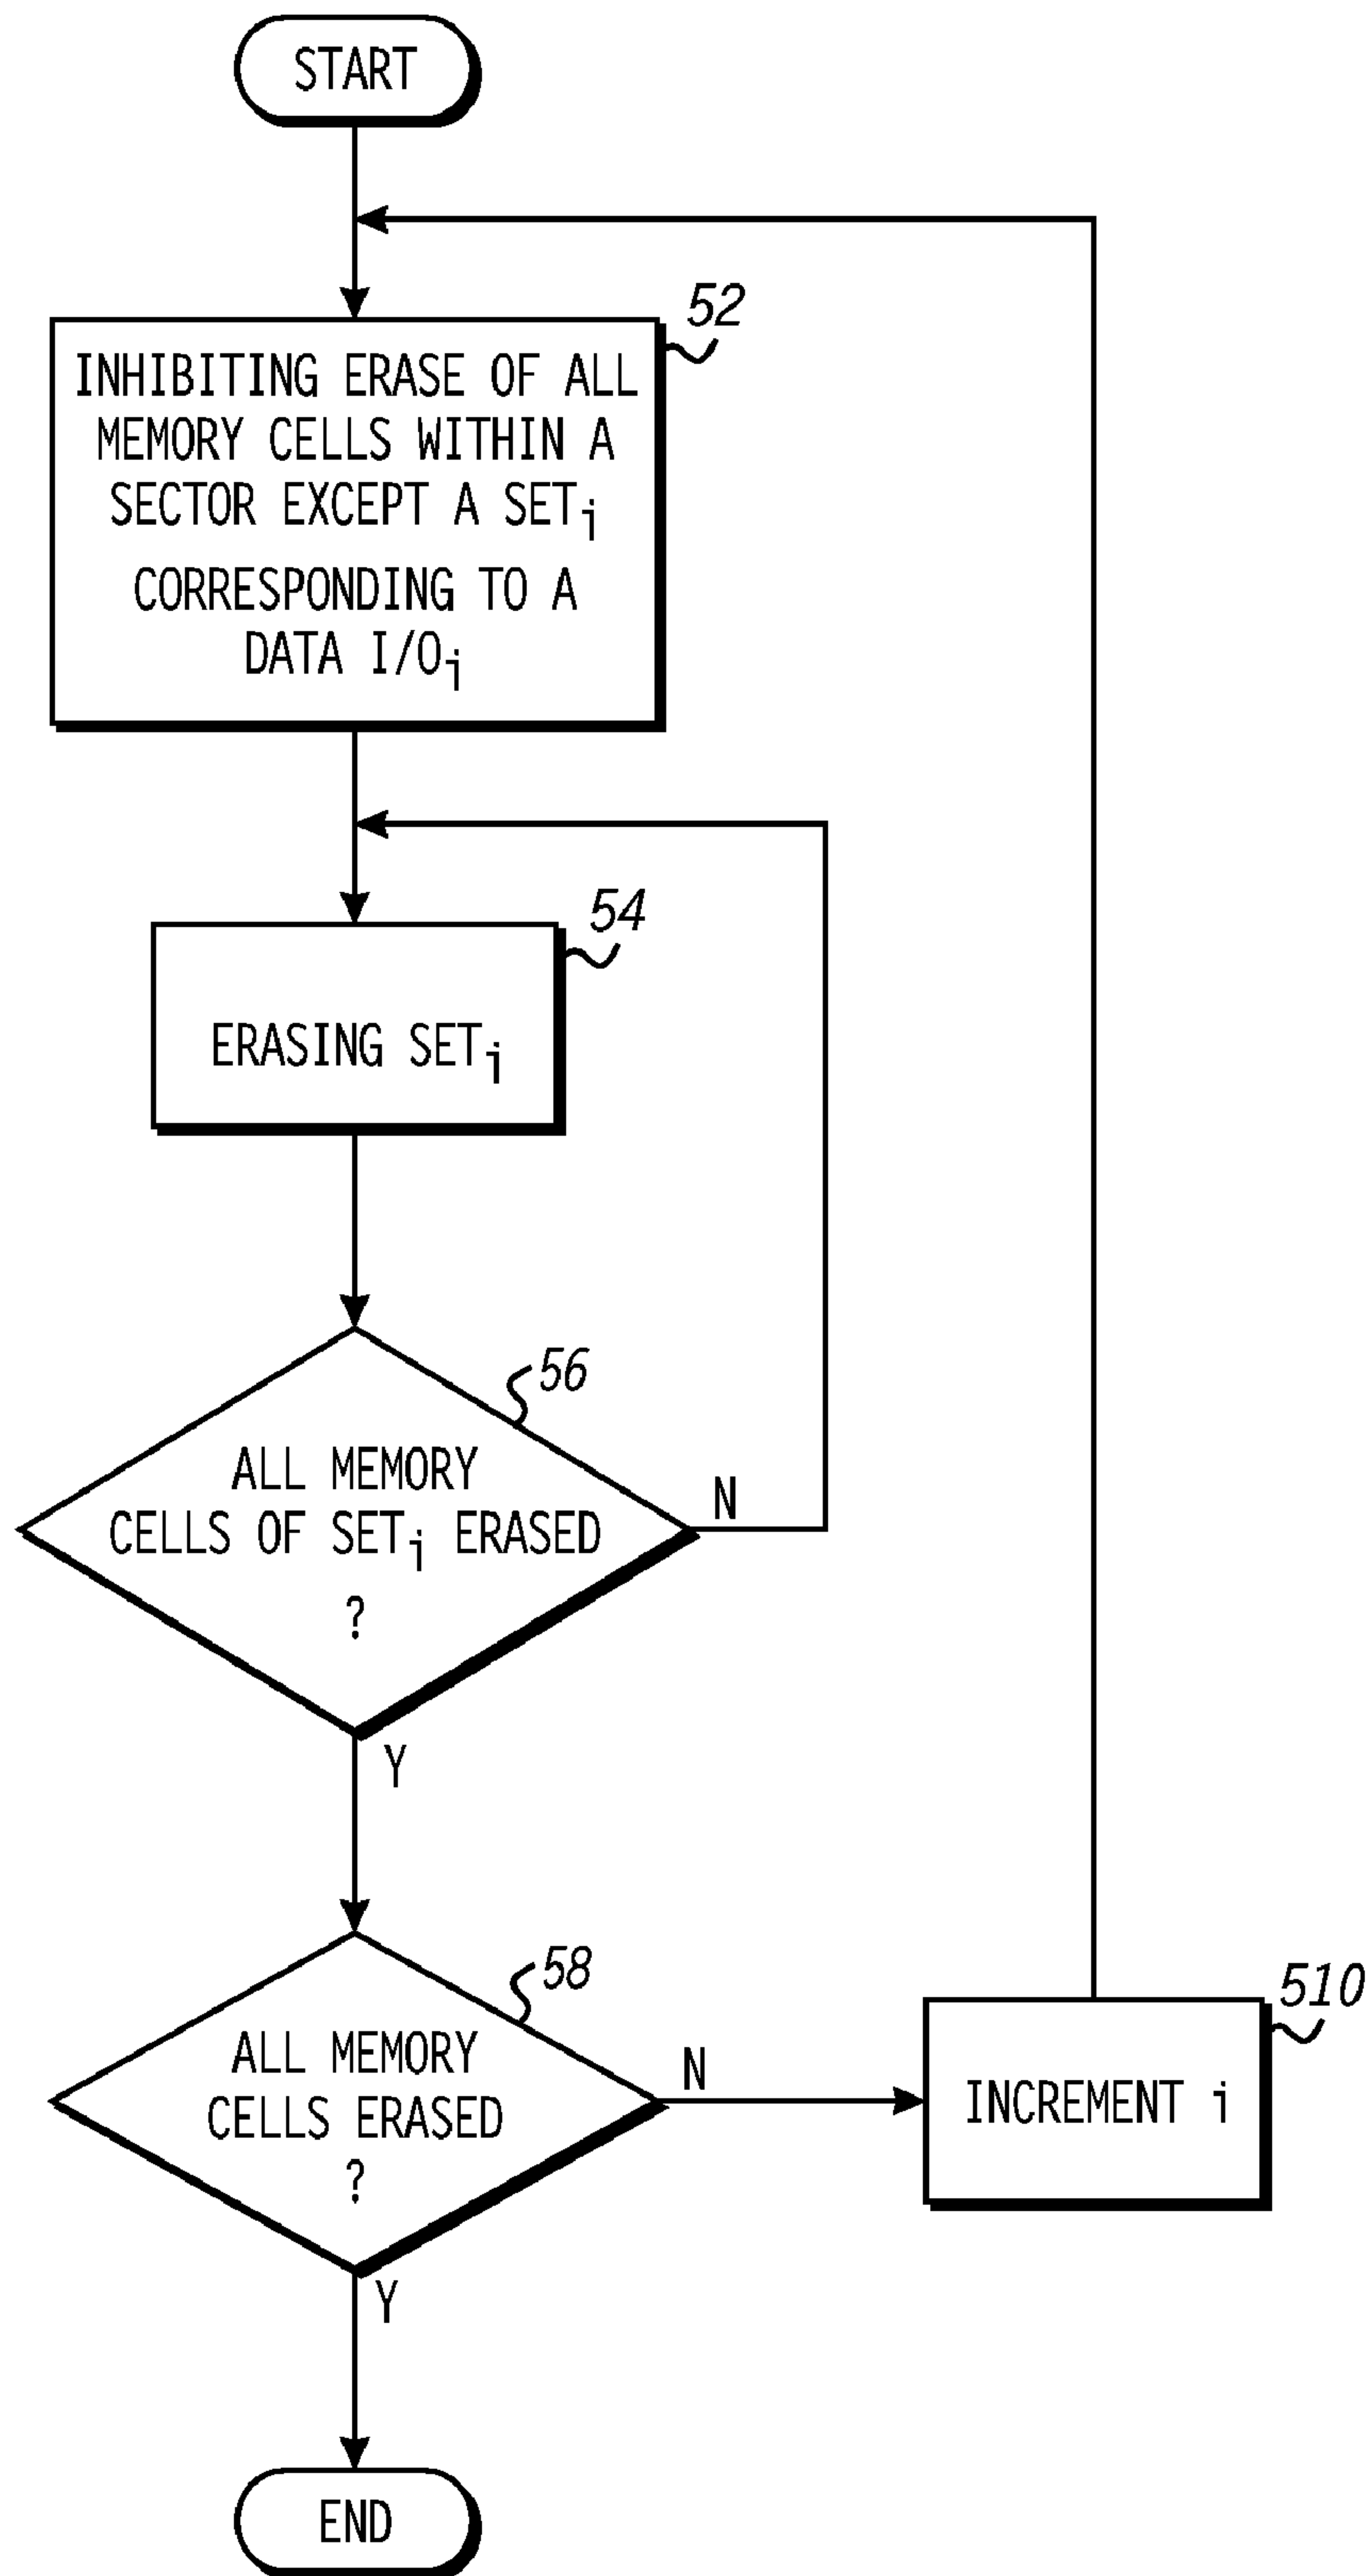 START
52
INHIBITING ERASE OF ALL
MEMORY CELLS WITHIN A
SECTOR EXCEPT A SETi
CORRESPONDING TO A
DATA I/Oi
54
ERASING SETi
56
ALL MEMORY
CELLS OF SETi ERASED
?
N
Y
58
ALL MEMORY
CELLS ERASED
?
N
510
INCREMENT i
Y
END